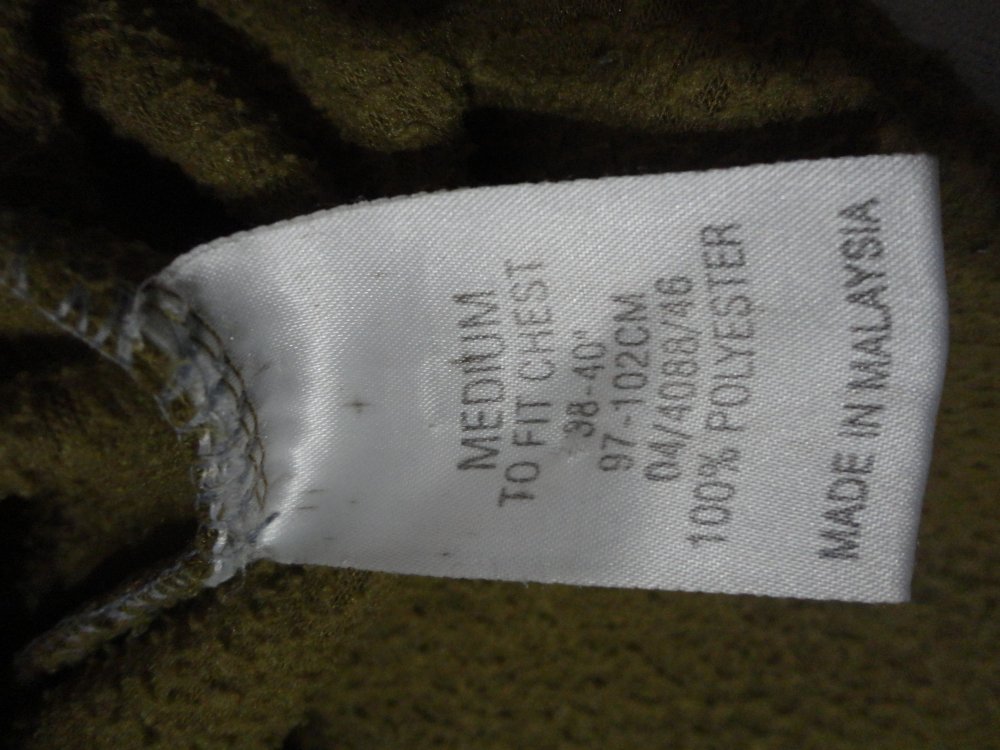 MEDIUM
TO FIT CHEST
38-40"
97-102CM
04/4088/46
100% POLYESTER
MADE IN MALAYSIA